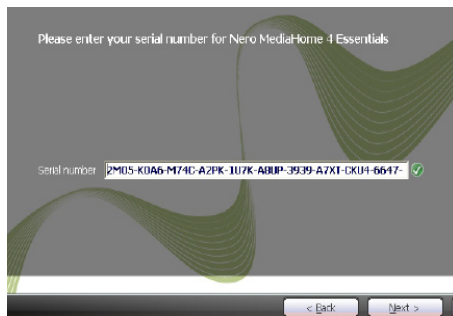 Please enter your serial number for Nero MediaHome 4 Essentials
Serial number 2M05-K0A6-M74C-A2PK-1U7K-A8UP-3939-A7XT-CKU4-6647-
< Back Next >